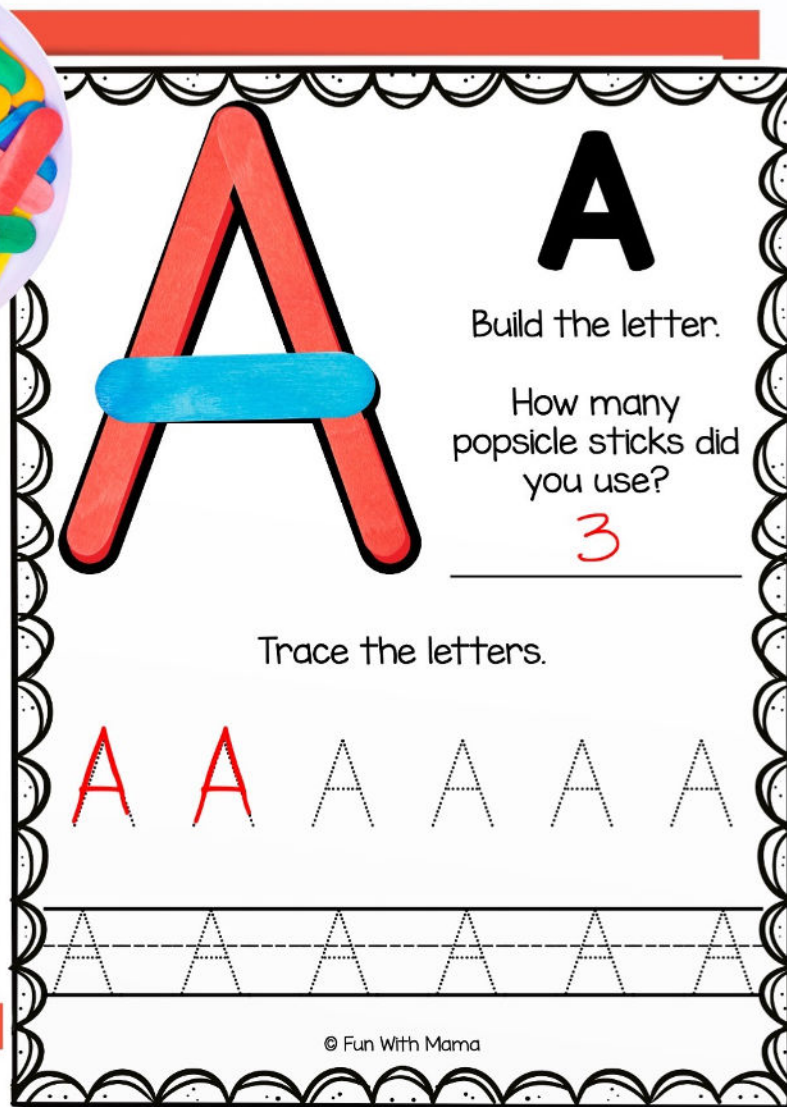 A
Build the letter.
How many
popsicle sticks did
you use?
3
Trace the letters.
A A A A A A
A A A A A A
© Fun With Mama